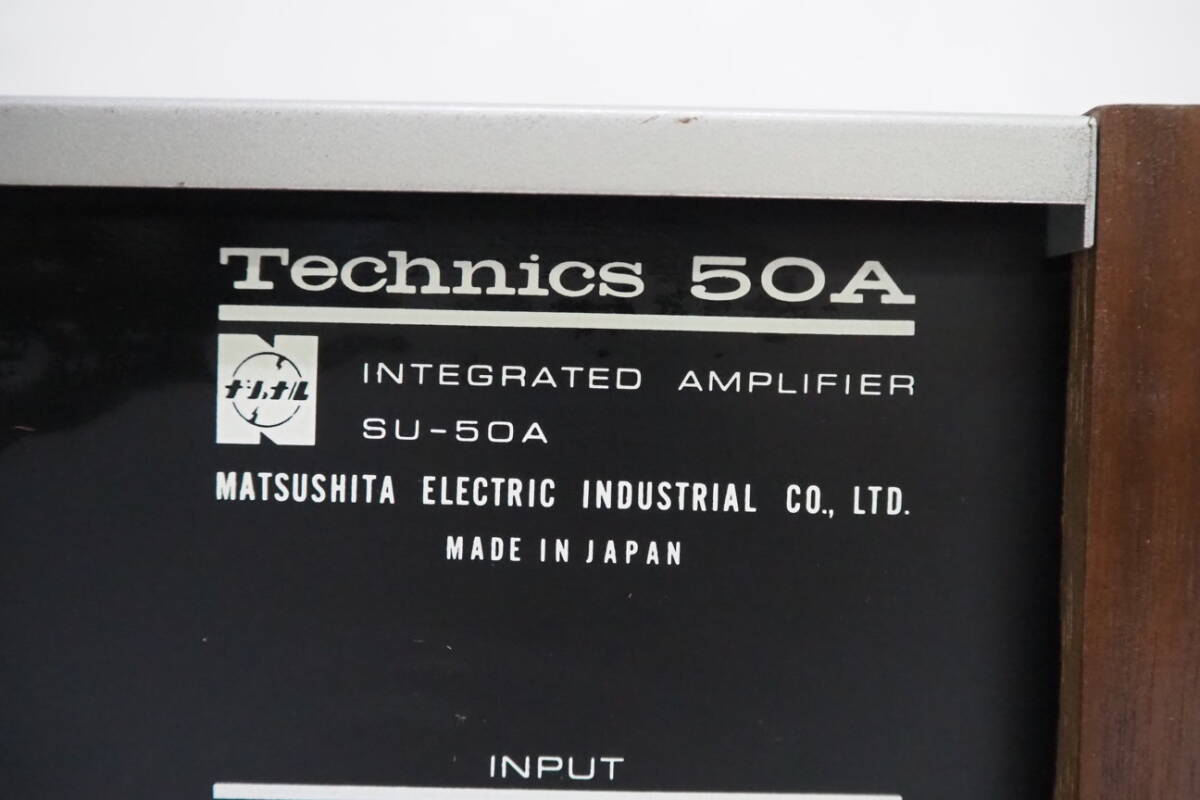 Technics 50A
ナショナル
INTEGRATED AMPLIFIER
SU-50A
MATSUSHITA ELECTRIC INDUSTRIAL CO., LTD.
MADE IN JAPAN
INPUT